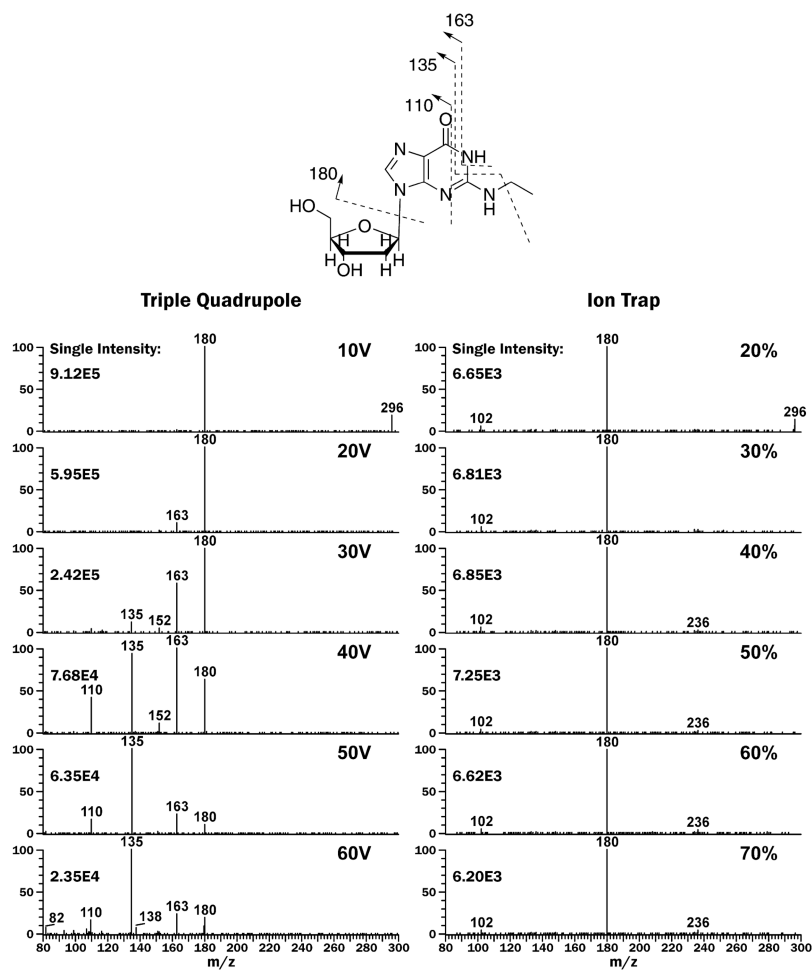 163
135
110
O
N
NH
180
N
N
N
H
HO
O
H
H
H
H
OH
H
H
Triple Quadrupole
Ion Trap
100
50
0
Single Intensity:
9.12E5
180
10V
296
100
50
0
Single Intensity:
6.65E3
102
180
20%
296
100
50
0
5.95E5
163
180
20V
100
50
0
6.81E3
102
180
30%
100
50
0
2.42E5
135
152
163
180
30V
100
50
0
6.85E3
102
180
236
40%
100
50
0
7.68E4
110
135
152
163
180
40V
100
50
0
7.25E3
102
180
236
50%
100
50
0
6.35E4
110
135
163
180
50V
100
50
0
6.62E3
102
180
236
60%
100
50
0
2.35E4
82
110
135
138
163
180
60V
100
50
0
6.20E3
102
180
236
70%
80 100 120 140 160 180 200 220 240 260 280 300
80 100 120 140 160 180 200 220 240 260 280 300
m/z
m/z